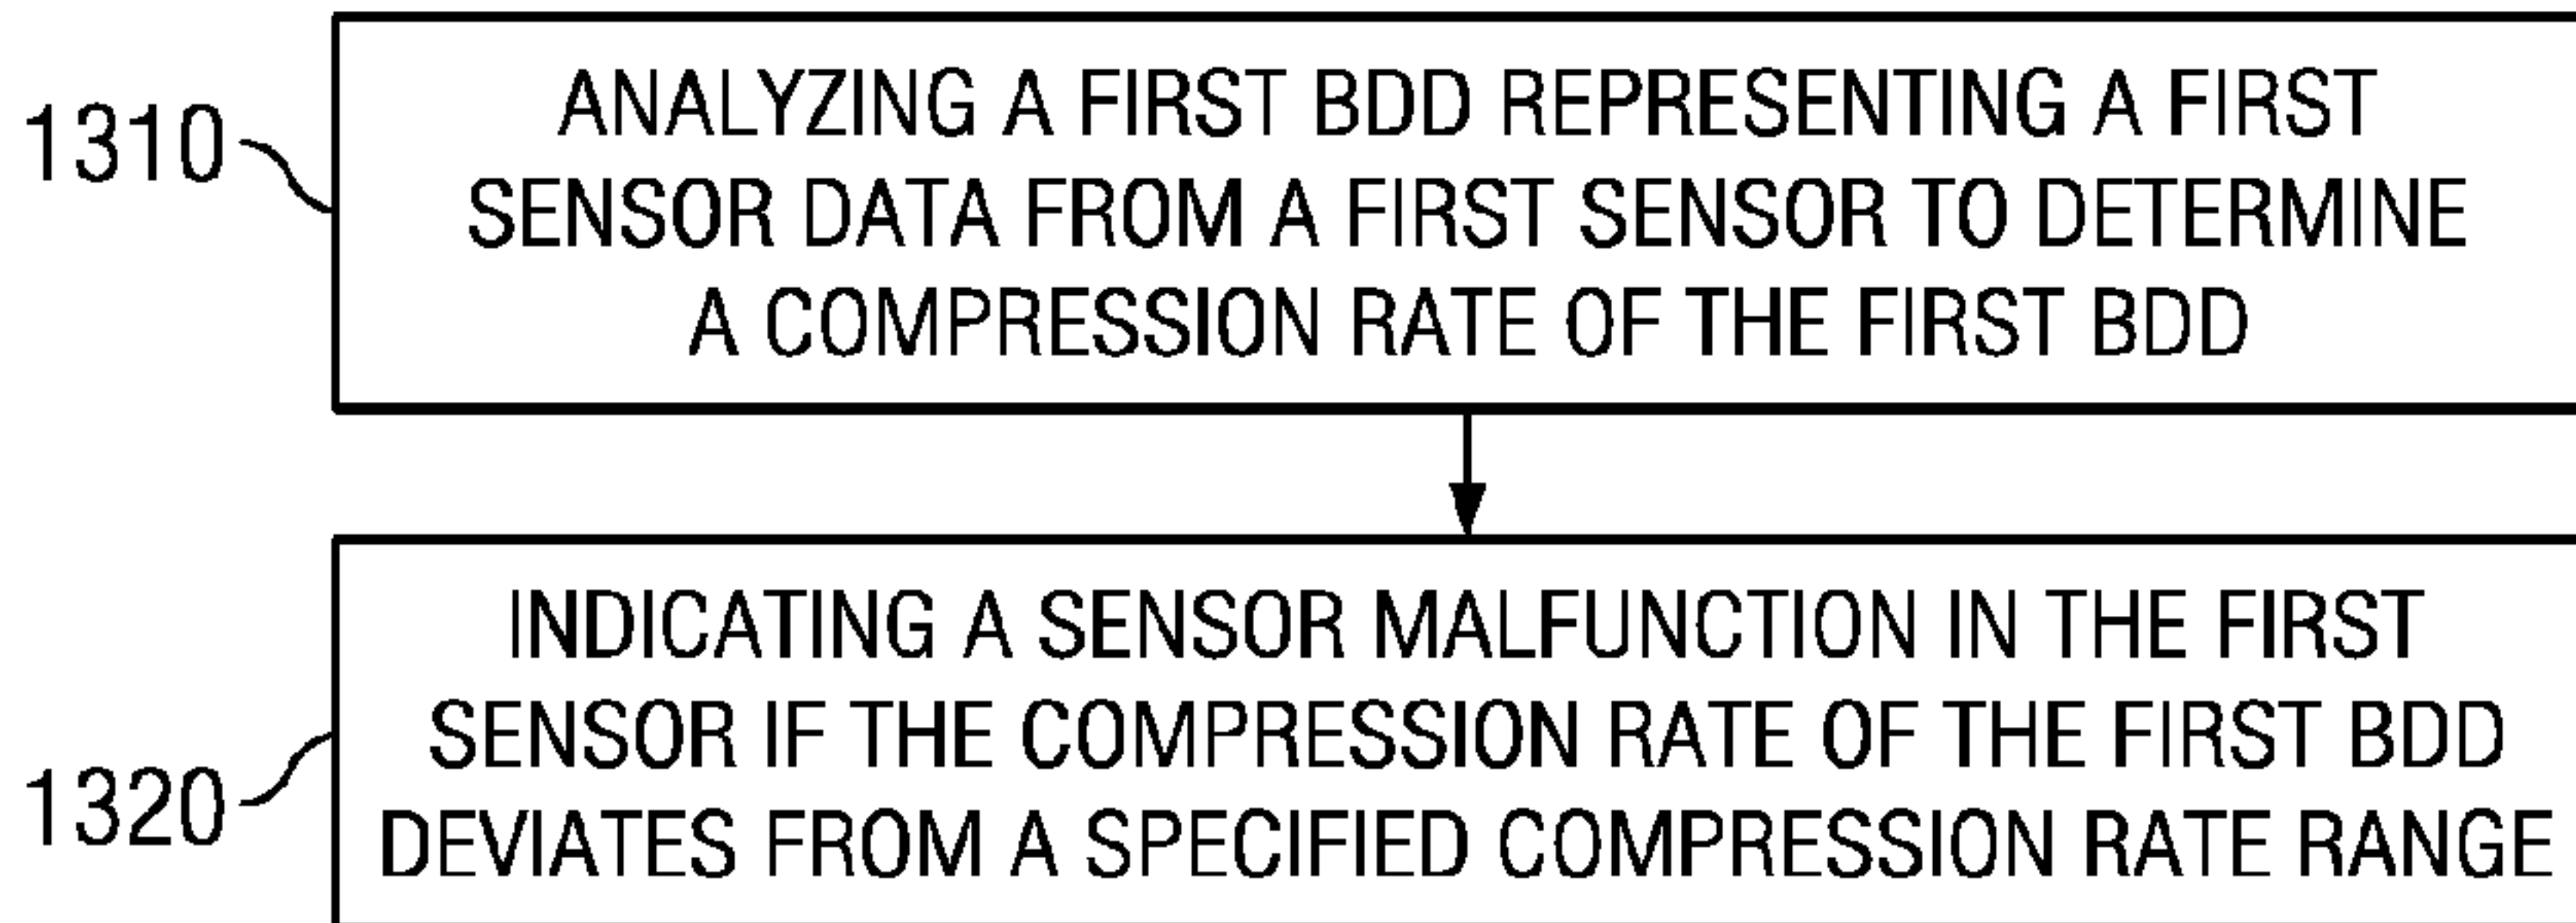 1310
ANALYZING A FIRST BDD REPRESENTING A FIRST
SENSOR DATA FROM A FIRST SENSOR TO DETERMINE
A COMPRESSION RATE OF THE FIRST BDD
1320
INDICATING A SENSOR MALFUNCTION IN THE FIRST
SENSOR IF THE COMPRESSION RATE OF THE FIRST BDD
DEVIATES FROM A SPECIFIED COMPRESSION RATE RANGE